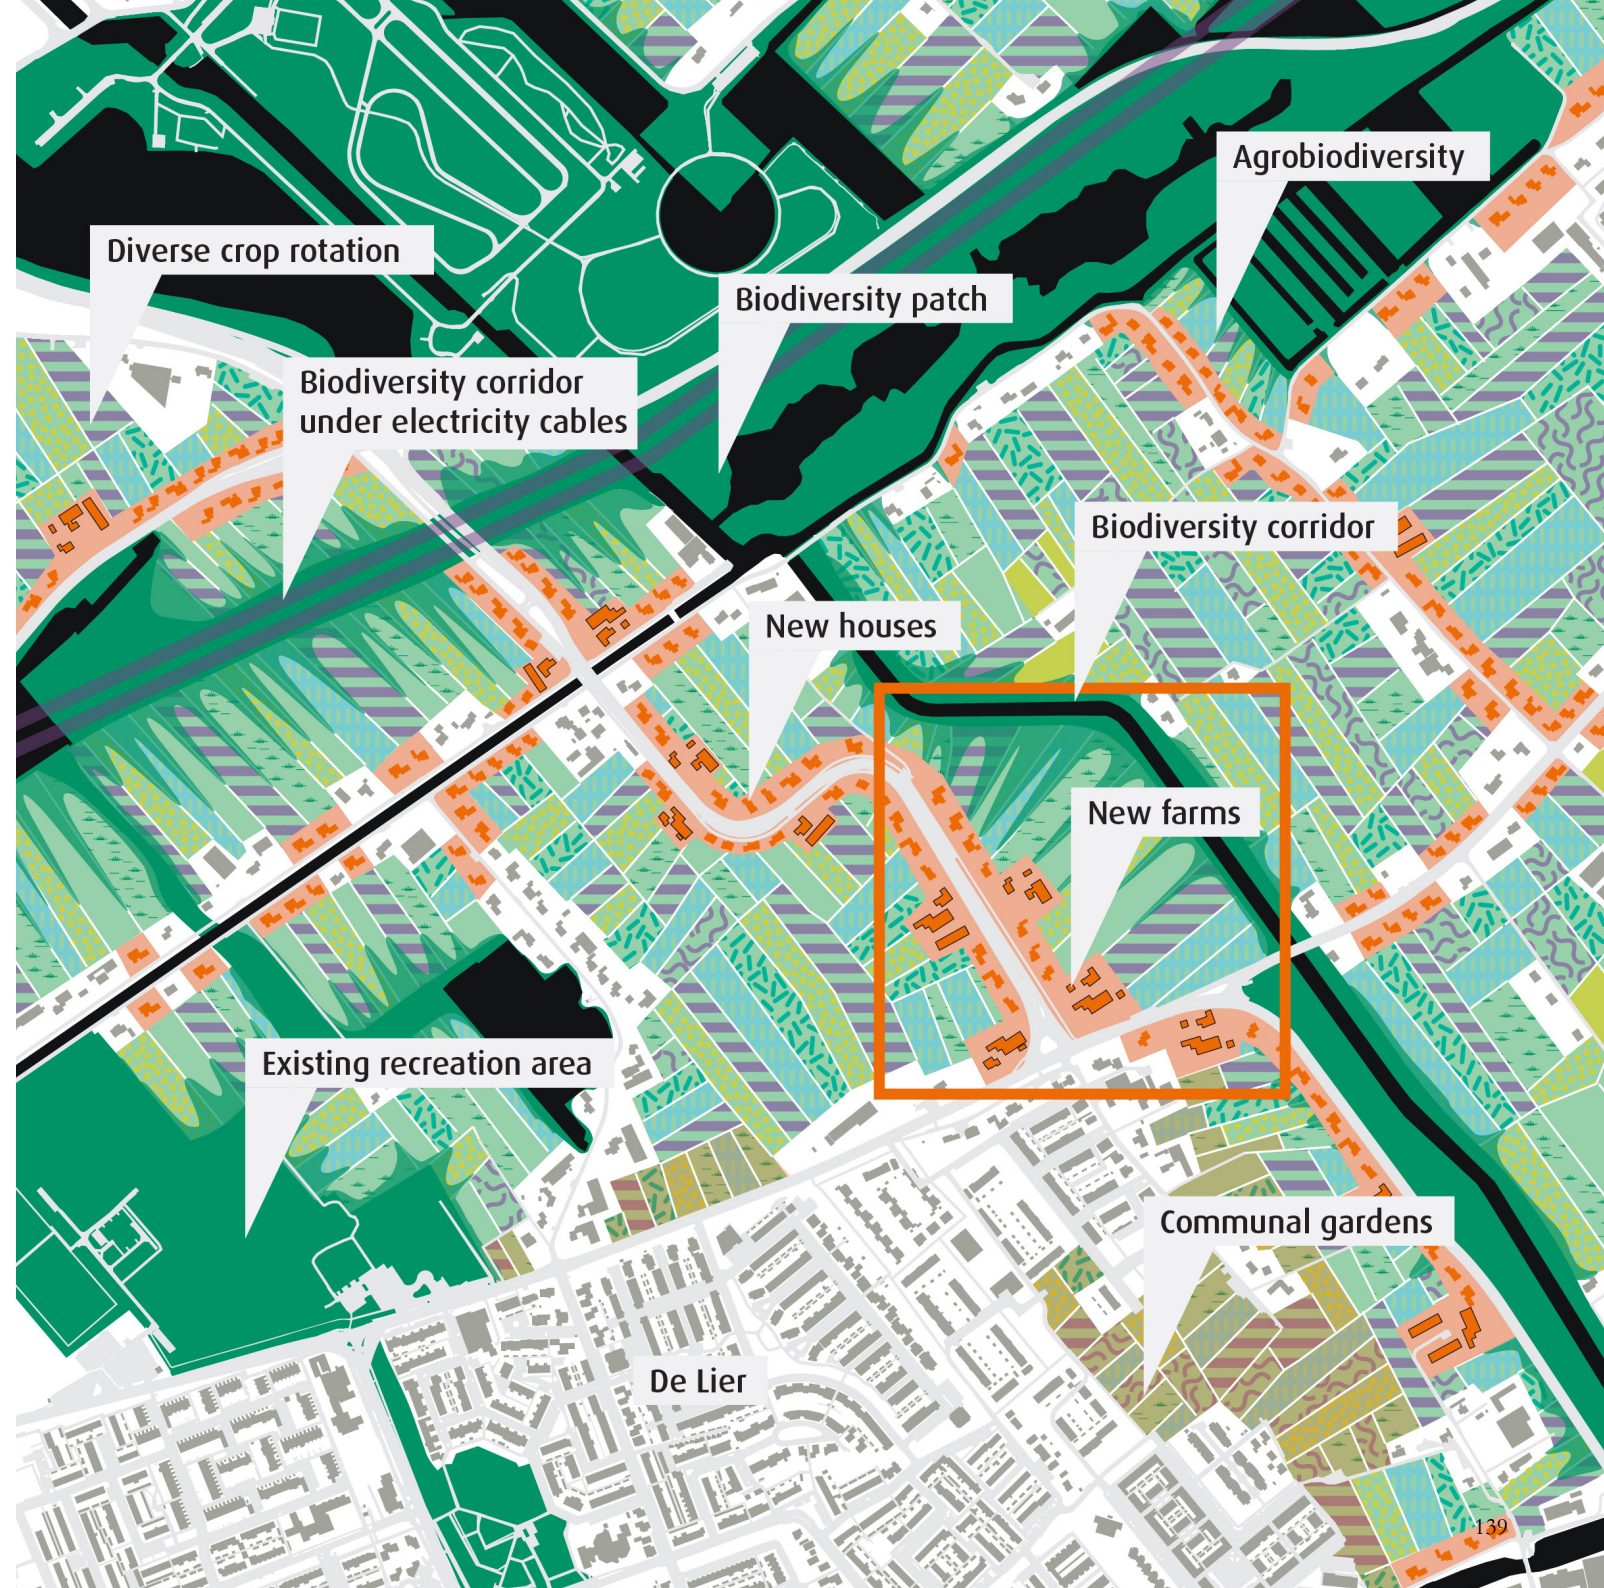 Agrobiodiversity
Diverse crop rotation
Biodiversity patch
Biodiversity corridor
under electricity cables
Biodiversity corridor
New houses
New farms
Existing recreation area
Communal gardens
De Lier
139